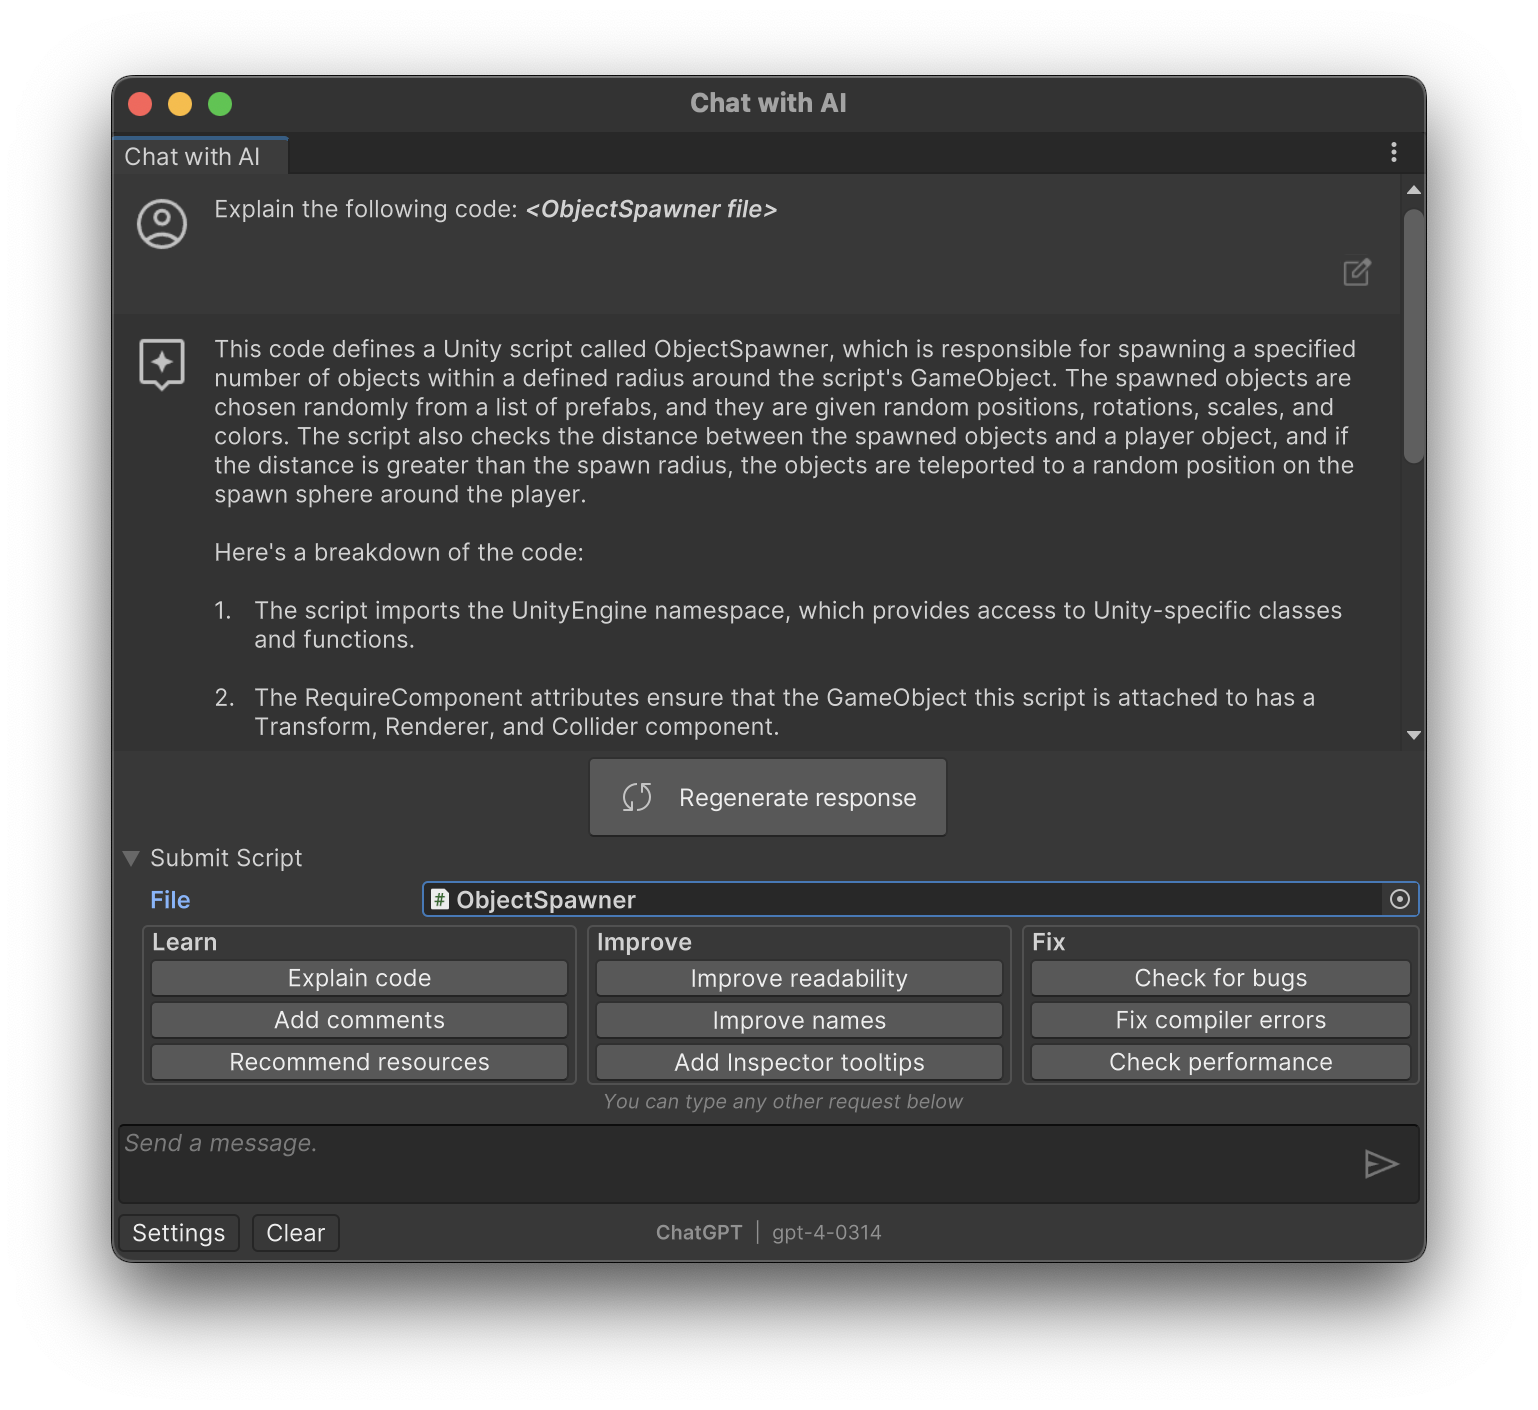 Chat with AI
Chat with AI
Explain the following code: <ObjectSpawner file>
This code defines a Unity script called ObjectSpawner, which is responsible for spawning a specified
number of objects within a defined radius around the script's GameObject. The spawned objects are
chosen randomly from a list of prefabs, and they are given random positions, rotations, scales, and
colors. The script also checks the distance between the spawned objects and a player object, and if
the distance is greater than the spawn radius, the objects are teleported to a random position on the
spawn sphere around the player.
Here's a breakdown of the code:
1. The script imports the UnityEngine namespace, which provides access to Unity-specific classes
and functions.
2. The RequireComponent attributes ensure that the GameObject this script is attached to has a
Transform, Renderer, and Collider component.
Regenerate response
Submit Script
File
# ObjectSpawner
Learn
Explain code
Add comments
Recommend resources
Improve
Improve readability
Improve names
Add Inspector tooltips
Fix
Check for bugs
Fix compiler errors
Check performance
You can type any other request below
Send a message.
Settings
Clear
ChatGPT | gpt-4-0314